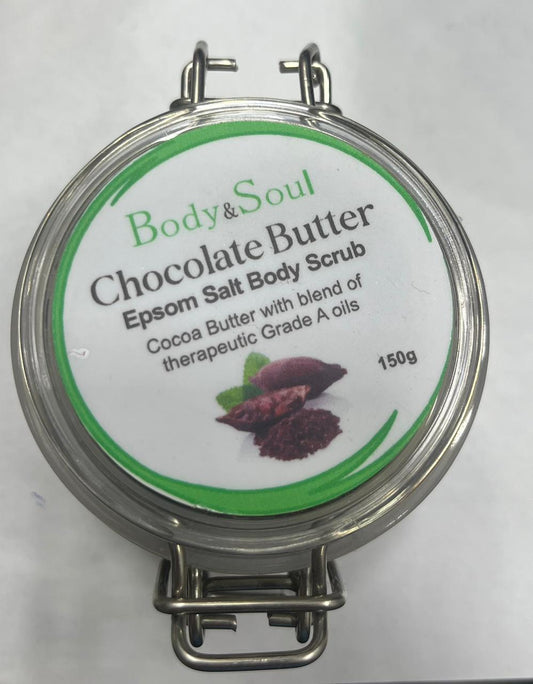 Body&Soul
Chocolate Butter
Epsom Salt Body Scrub
Cocoa Butter with blend of
therapeutic Grade A oils
150g